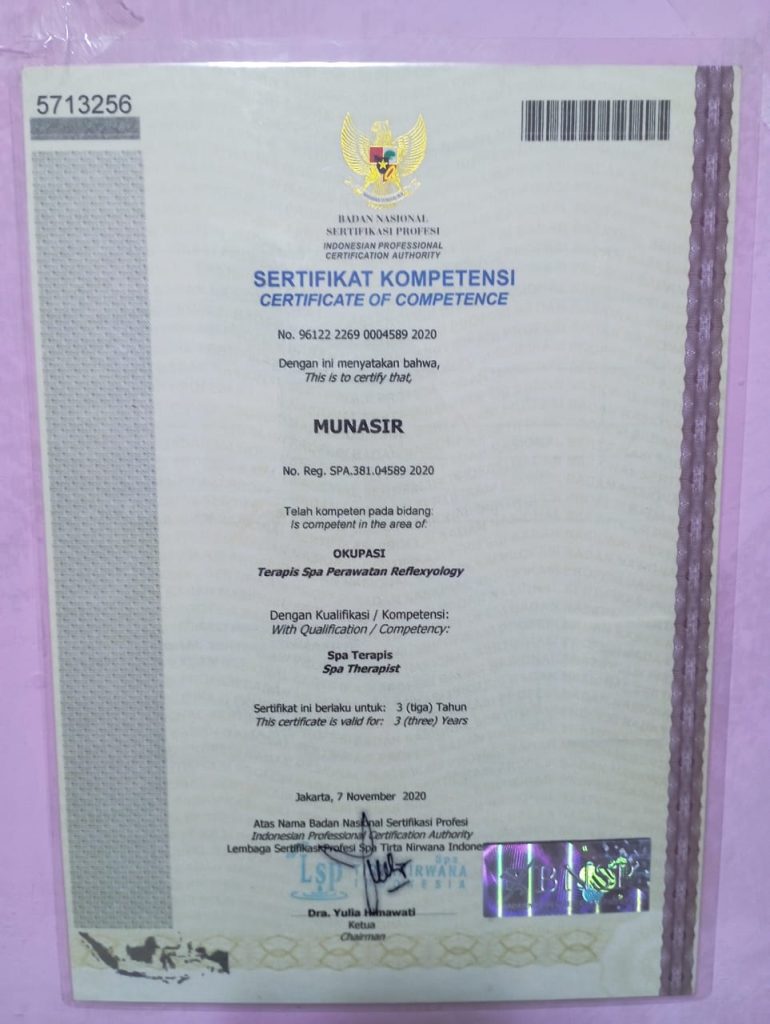 5713256
BADAN NASIONAL
SERTIFIKASI PROFESI
INDONESIAN PROFESSIONAL
CERTIFICATION AUTHORITY
SERTIFIKAT KOMPETENSI
CERTIFICATE OF COMPETENCE
No. 96122 2269 0004589 2020
Dengan ini menyatakan bahwa,
This is to certify that,
MUNASIR
No. Reg. SPA.381.04589 2020
Telah kompeten pada bidang:
Is competent in the area of:
OKUPASI
Terapis Spa Perawatan Reflexyology
Dengan Kualifikasi / Kompetensi:
With Qualification / Competency:
Spa Terapis
Spa Therapist
Sertifikat ini berlaku untuk: 3 (tiga) Tahun
This certificate is valid for: 3 (three) Years
Jakarta, 7 November 2020
Atas Nama Badan Nasional Sertifikasi Profesi
Indonesian Professional Certification Authority
Lembaga Sertifikasi Profesi Spa Tirta Nirwana Indone
Lsp Spa
BNSP
Dra. Yulia Himawati
Ketua
Chairman